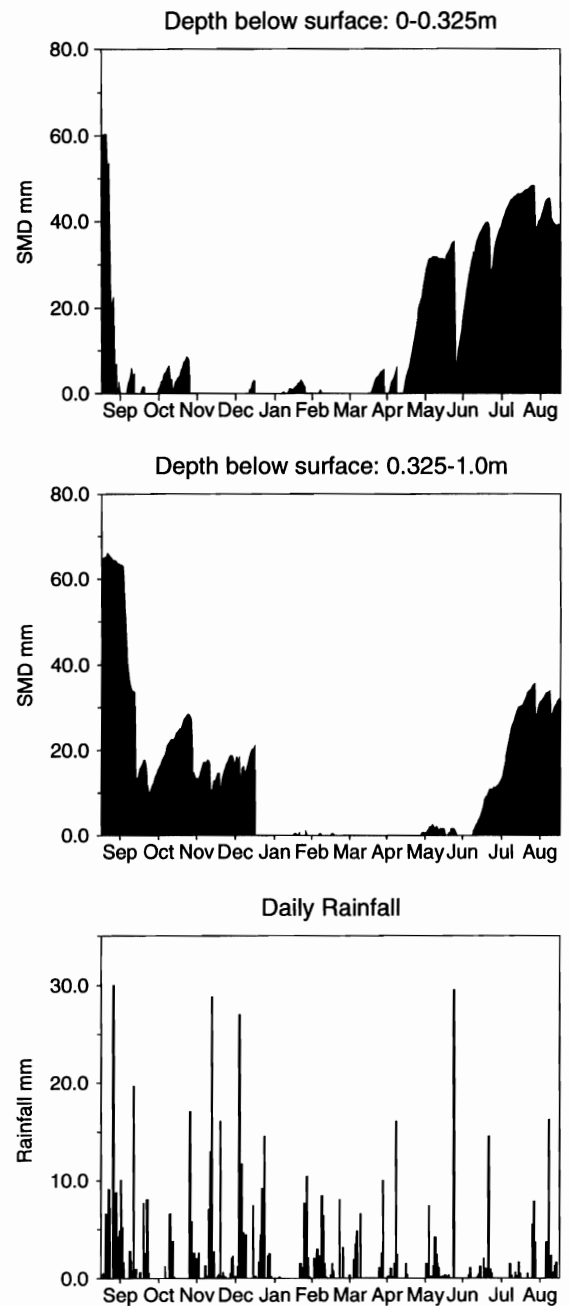 Depth below surface: 0-0.325m
80.0
60.0
SMD mm
40.0
20.0
0.0
Sep Oct Nov Dec Jan Feb Mar Apr May Jun Jul Aug
Depth below surface: 0.325-1.0m
80.0
60.0
SMD mm
40.0
20.0
0.0
Sep Oct Nov Dec Jan Feb Mar Apr May Jun Jul Aug
Daily Rainfall
30.0
Rainfall mm
20.0
10.0
0.0
Sep Oct Nov Dec Jan Feb Mar Apr May Jun Jul Aug